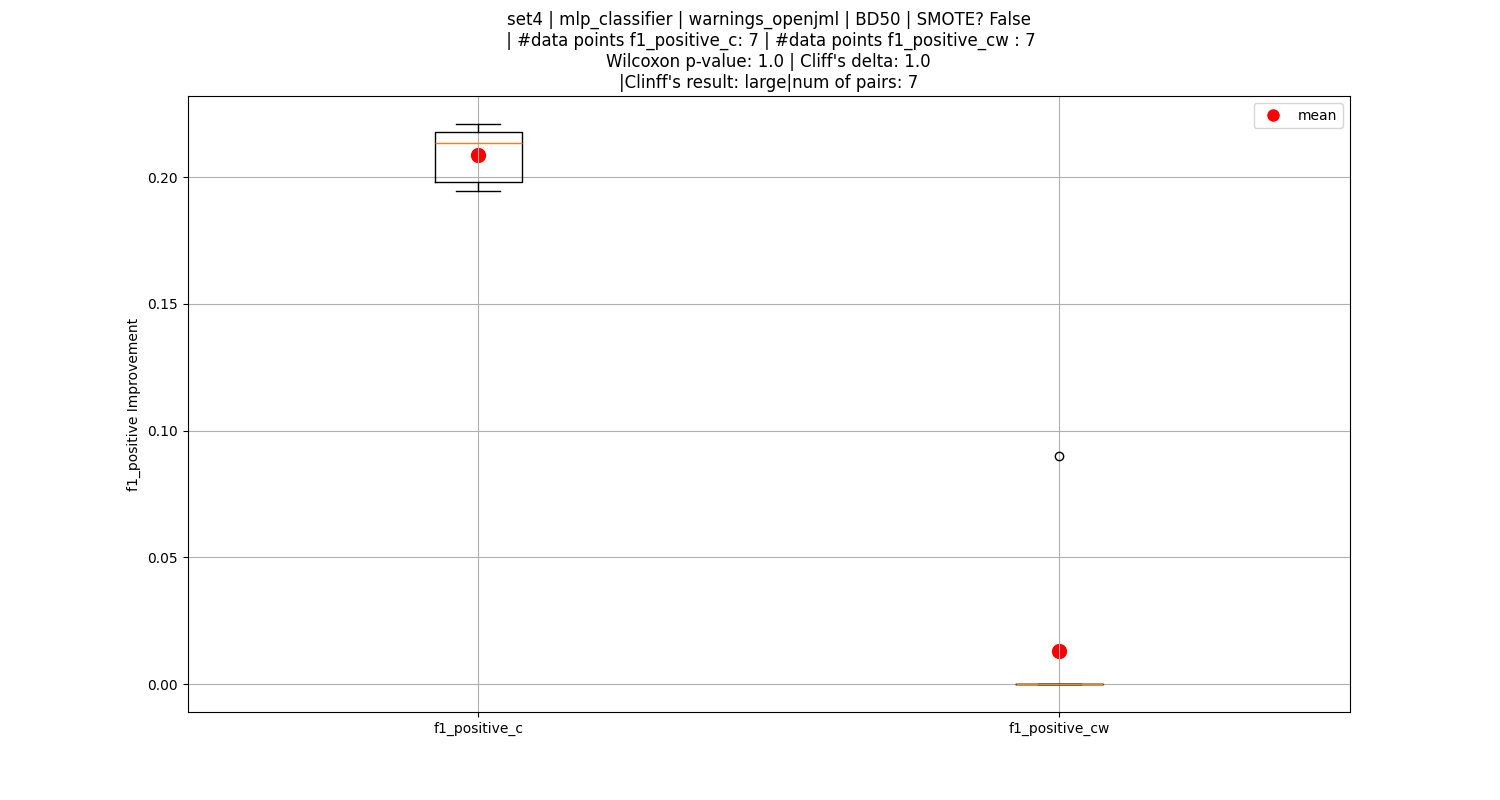 set4 | mlp_classifier | warnings_openjml | BD50 | SMOTE? False
| #data points f1_positive_c: 7 | #data points f1_positive_cw : 7
Wilcoxon p-value: 1.0 | Cliff's delta: 1.0
|Clinff's result: large|num of pairs: 7
mean
0.20
0.15
0.10
0.05
0.00
f1_positive Improvement
f1_positive_c
f1_positive_cw